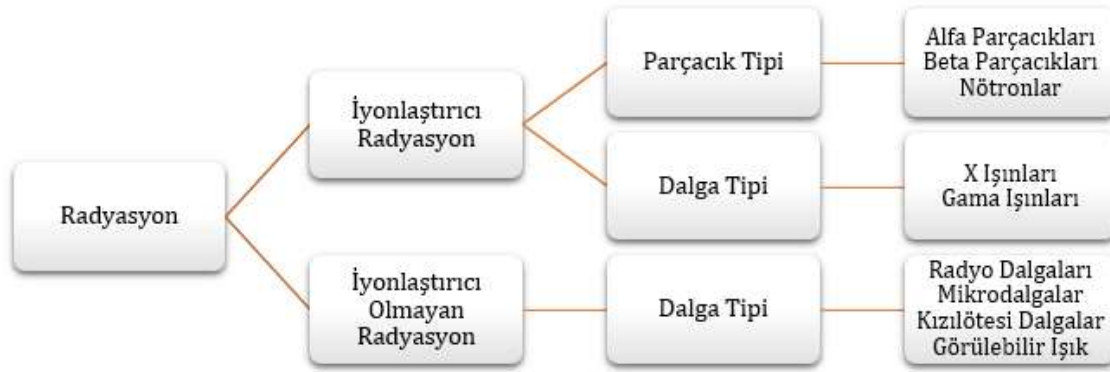 Radyasyon
İyonlaştırıcı
Radyasyon
Parçacık Tipi
Alfa Parçacıkları
Beta Parçacıkları
Nötronlar
Dalga Tipi
X Işınları
Gama Işınları
İyonlaştırıcı
Olmayan
Radyasyon
Dalga Tipi
Radyo Dalgaları
Mikrodalgalar
Kızılötesi Dalgalar
Görülebilir Işık